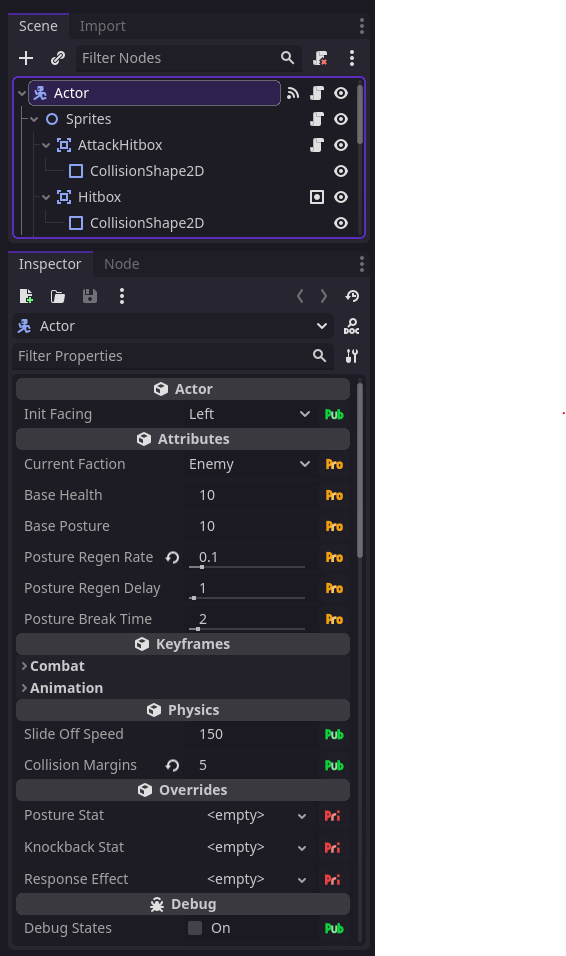 Scene Import
Filter Nodes
Actor
Sprites
AttackHitbox
CollisionShape2D
Hitbox
CollisionShape2D
Inspector Node
Actor DOC
Filter Properties
Actor
Init Facing Left Pub
Attributes
Current Faction Enemy Pro
Base Health 10 Pro
Base Posture 10 Pro
Posture Regen Rate 0.1 Pro
Posture Regen Delay 1 Pro
Posture Break Time 2 Pro
Keyframes
Combat
Animation
Physics
Slide Off Speed 150 Pub
Collision Margins 5 Pub
Overrides
Posture Stat <empty> Pri
Knockback Stat <empty> Pri
Response Effect <empty> Pri
Debug
Debug States On Pub